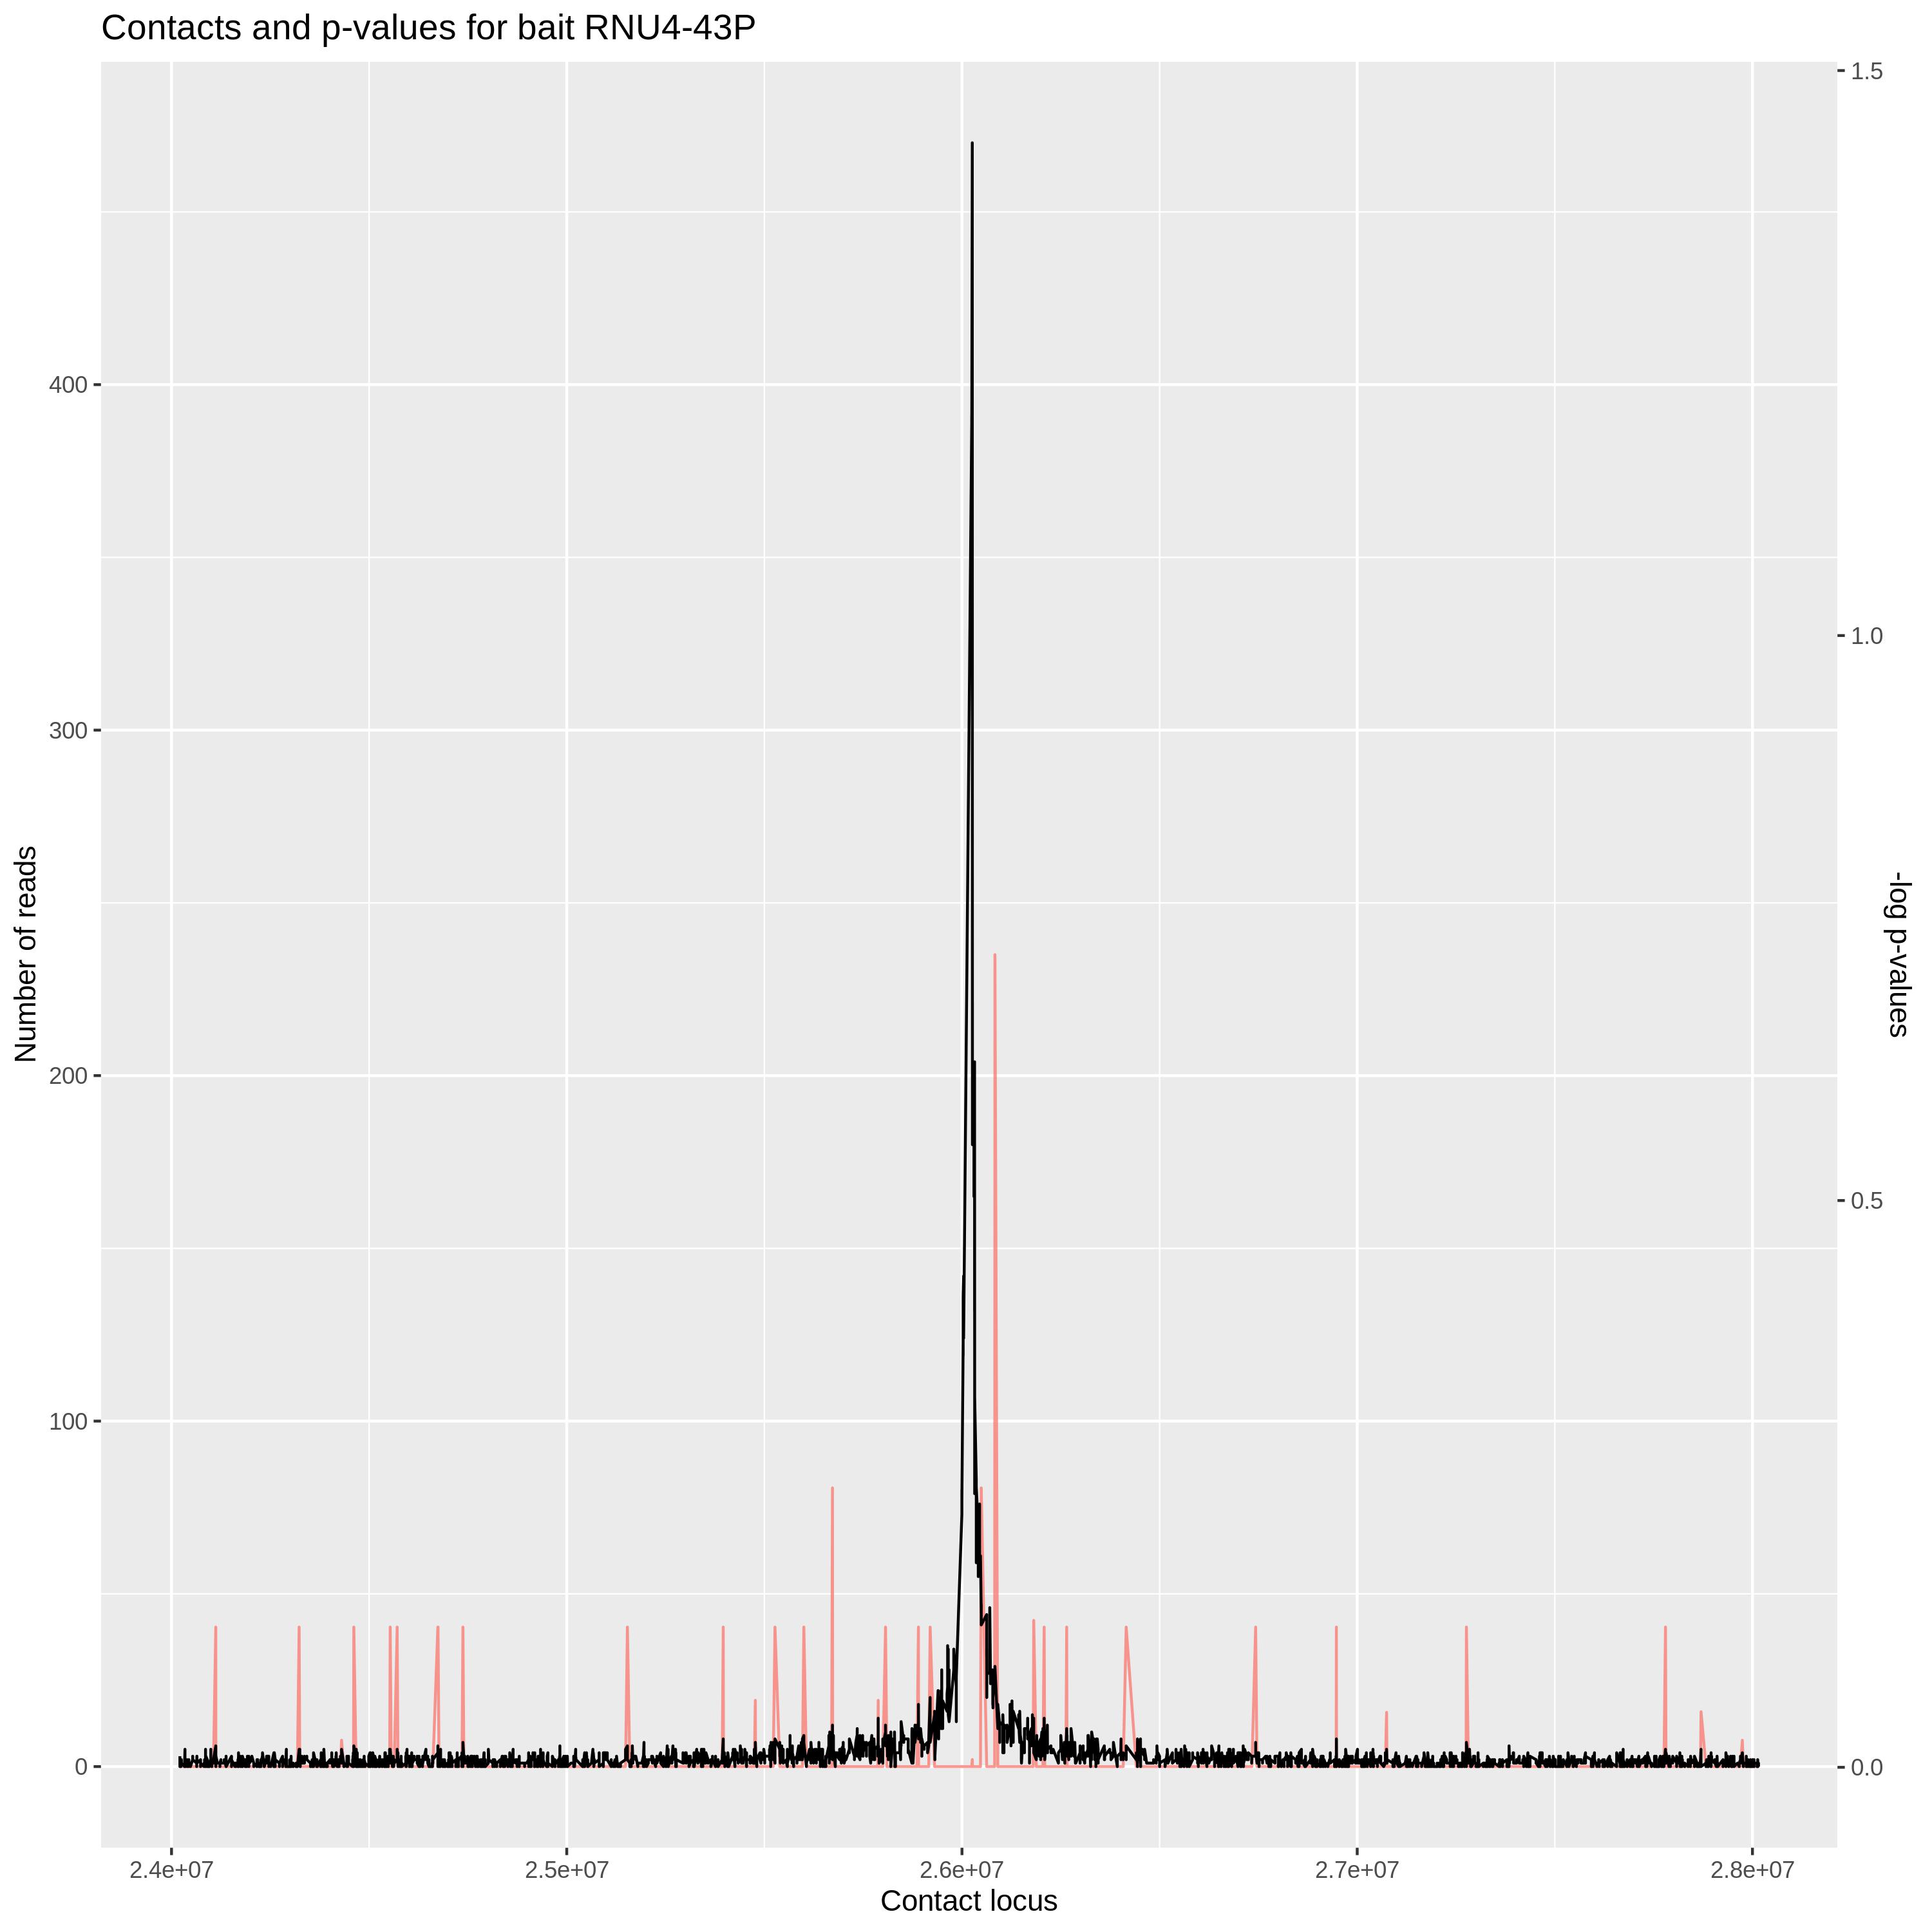 Contacts and p-values for bait RNU4-43P
1.5
400
1.0
300
Number of reads
-log p-values
200
0.5
100
0
0.0
2.4e+07
2.5e+07
2.6e+07
2.7e+07
2.8e+07
Contact locus